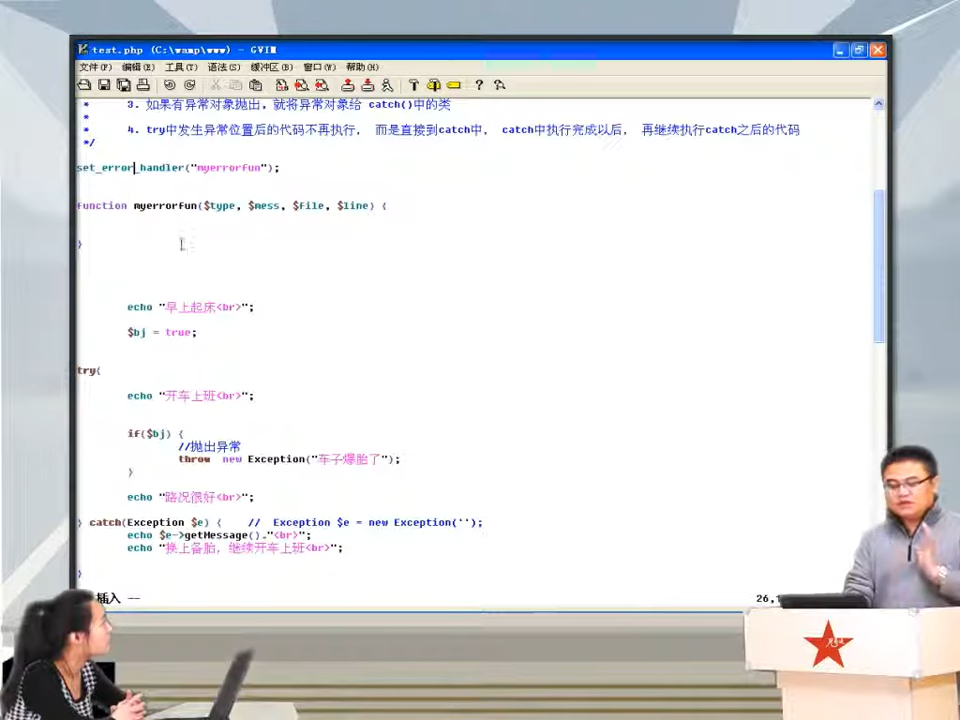 test.php (C:\wamp\www) - GVIM
文件(F) 编辑(E) 工具(T) 语法(S) 缓冲区(B) 窗口(W) 帮助(H)
* 3. 如果有异常对象抛出，就将异常对象给 catch()中的类
*
* 4. try中发生异常位置后的代码不再执行， 而是直接到catch中， catch中执行完成以后， 再继续执行catch之后的代码
*/
set_error_handler("myerrorfun");
function myerrorfun($type, $mess, $file, $line) {
}
echo "早上起床<br>";
$bj = true;
try{
echo "开车上班<br>";
if($bj) {
//抛出异常
throw new Exception("车子爆胎了");
}
echo "路况很好<br>";
} catch(Exception $e) { // Exception $e = new Exception('');
echo $e->getMessage()."<br>";
echo "换上备胎，继续开车上班<br>";
}
插入 --